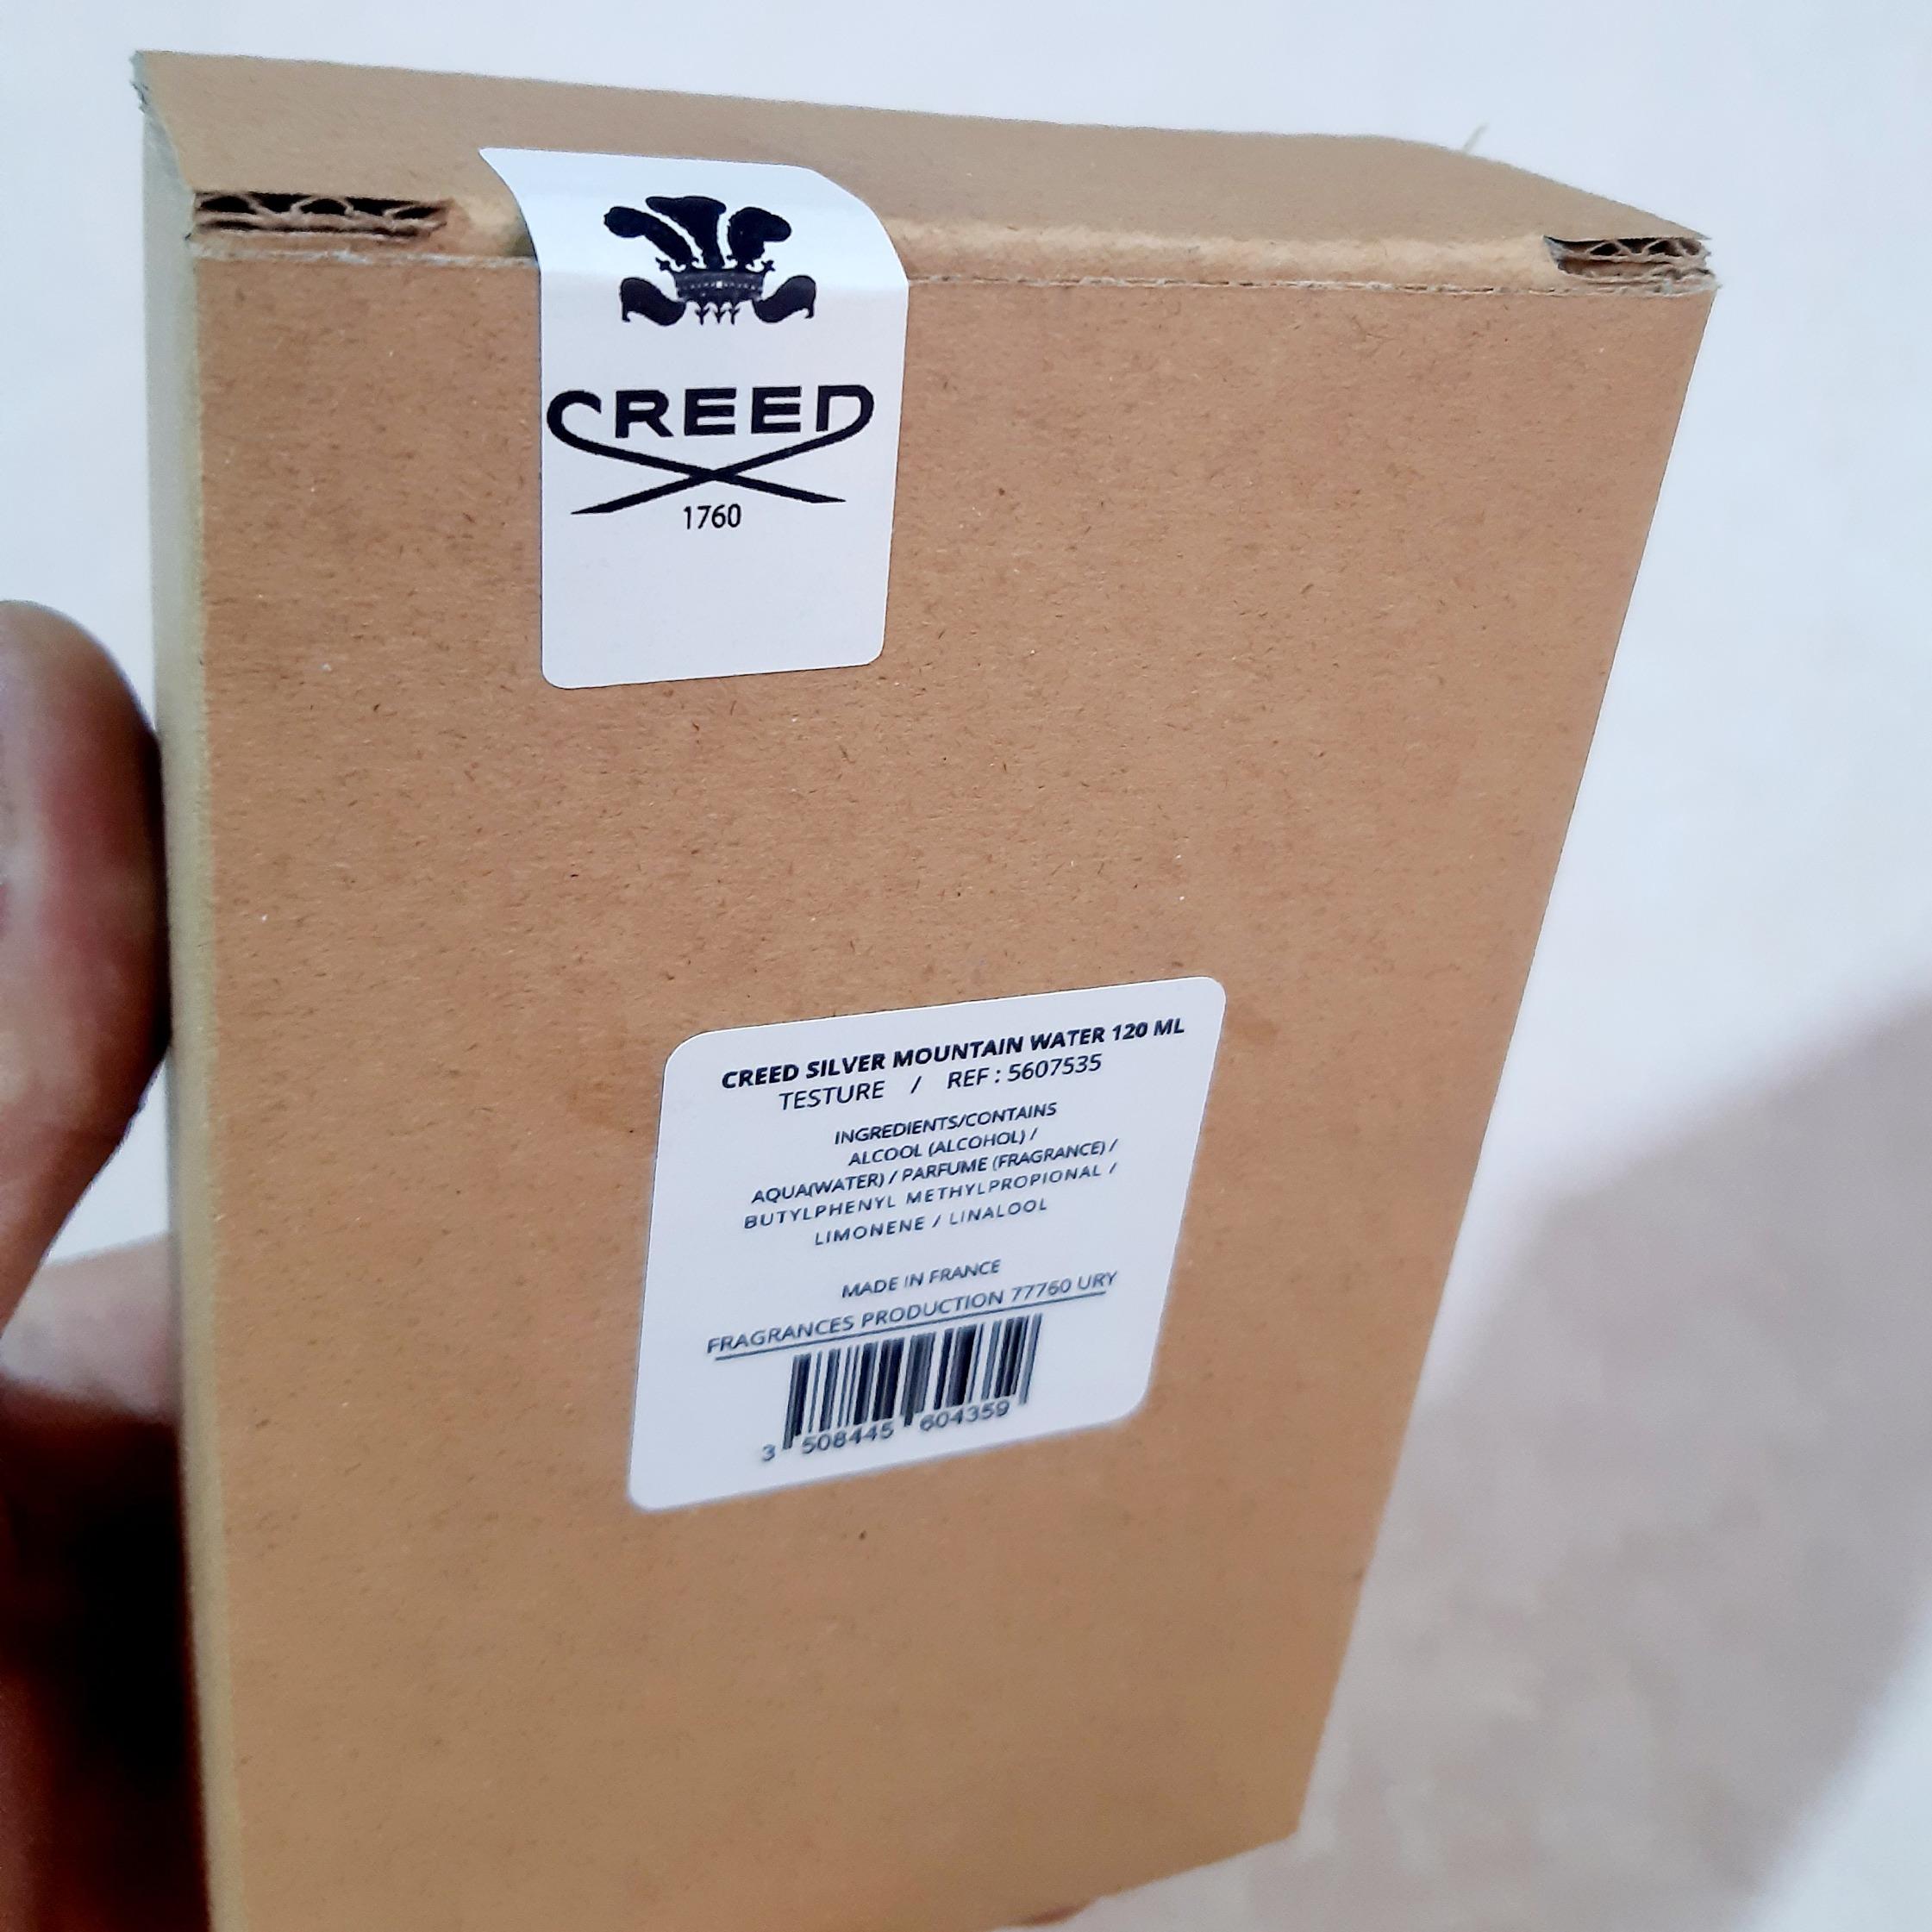 CREED
1760
CREED SILVER MOUNTAIN WATER 120 ML
TESTURE / REF : 5607535
INGREDIENTS/CONTAINS
ALCOOL (ALCOHOL) /
AQUA(WATER) / PARFUME (FRAGRANCE) /
BUTYLPHENYL METHYLPROPIONAL /
LIMONENE / LINALOOL
MADE IN FRANCE
FRAGRANCES PRODUCTION 77760 URY
3 508445 604359